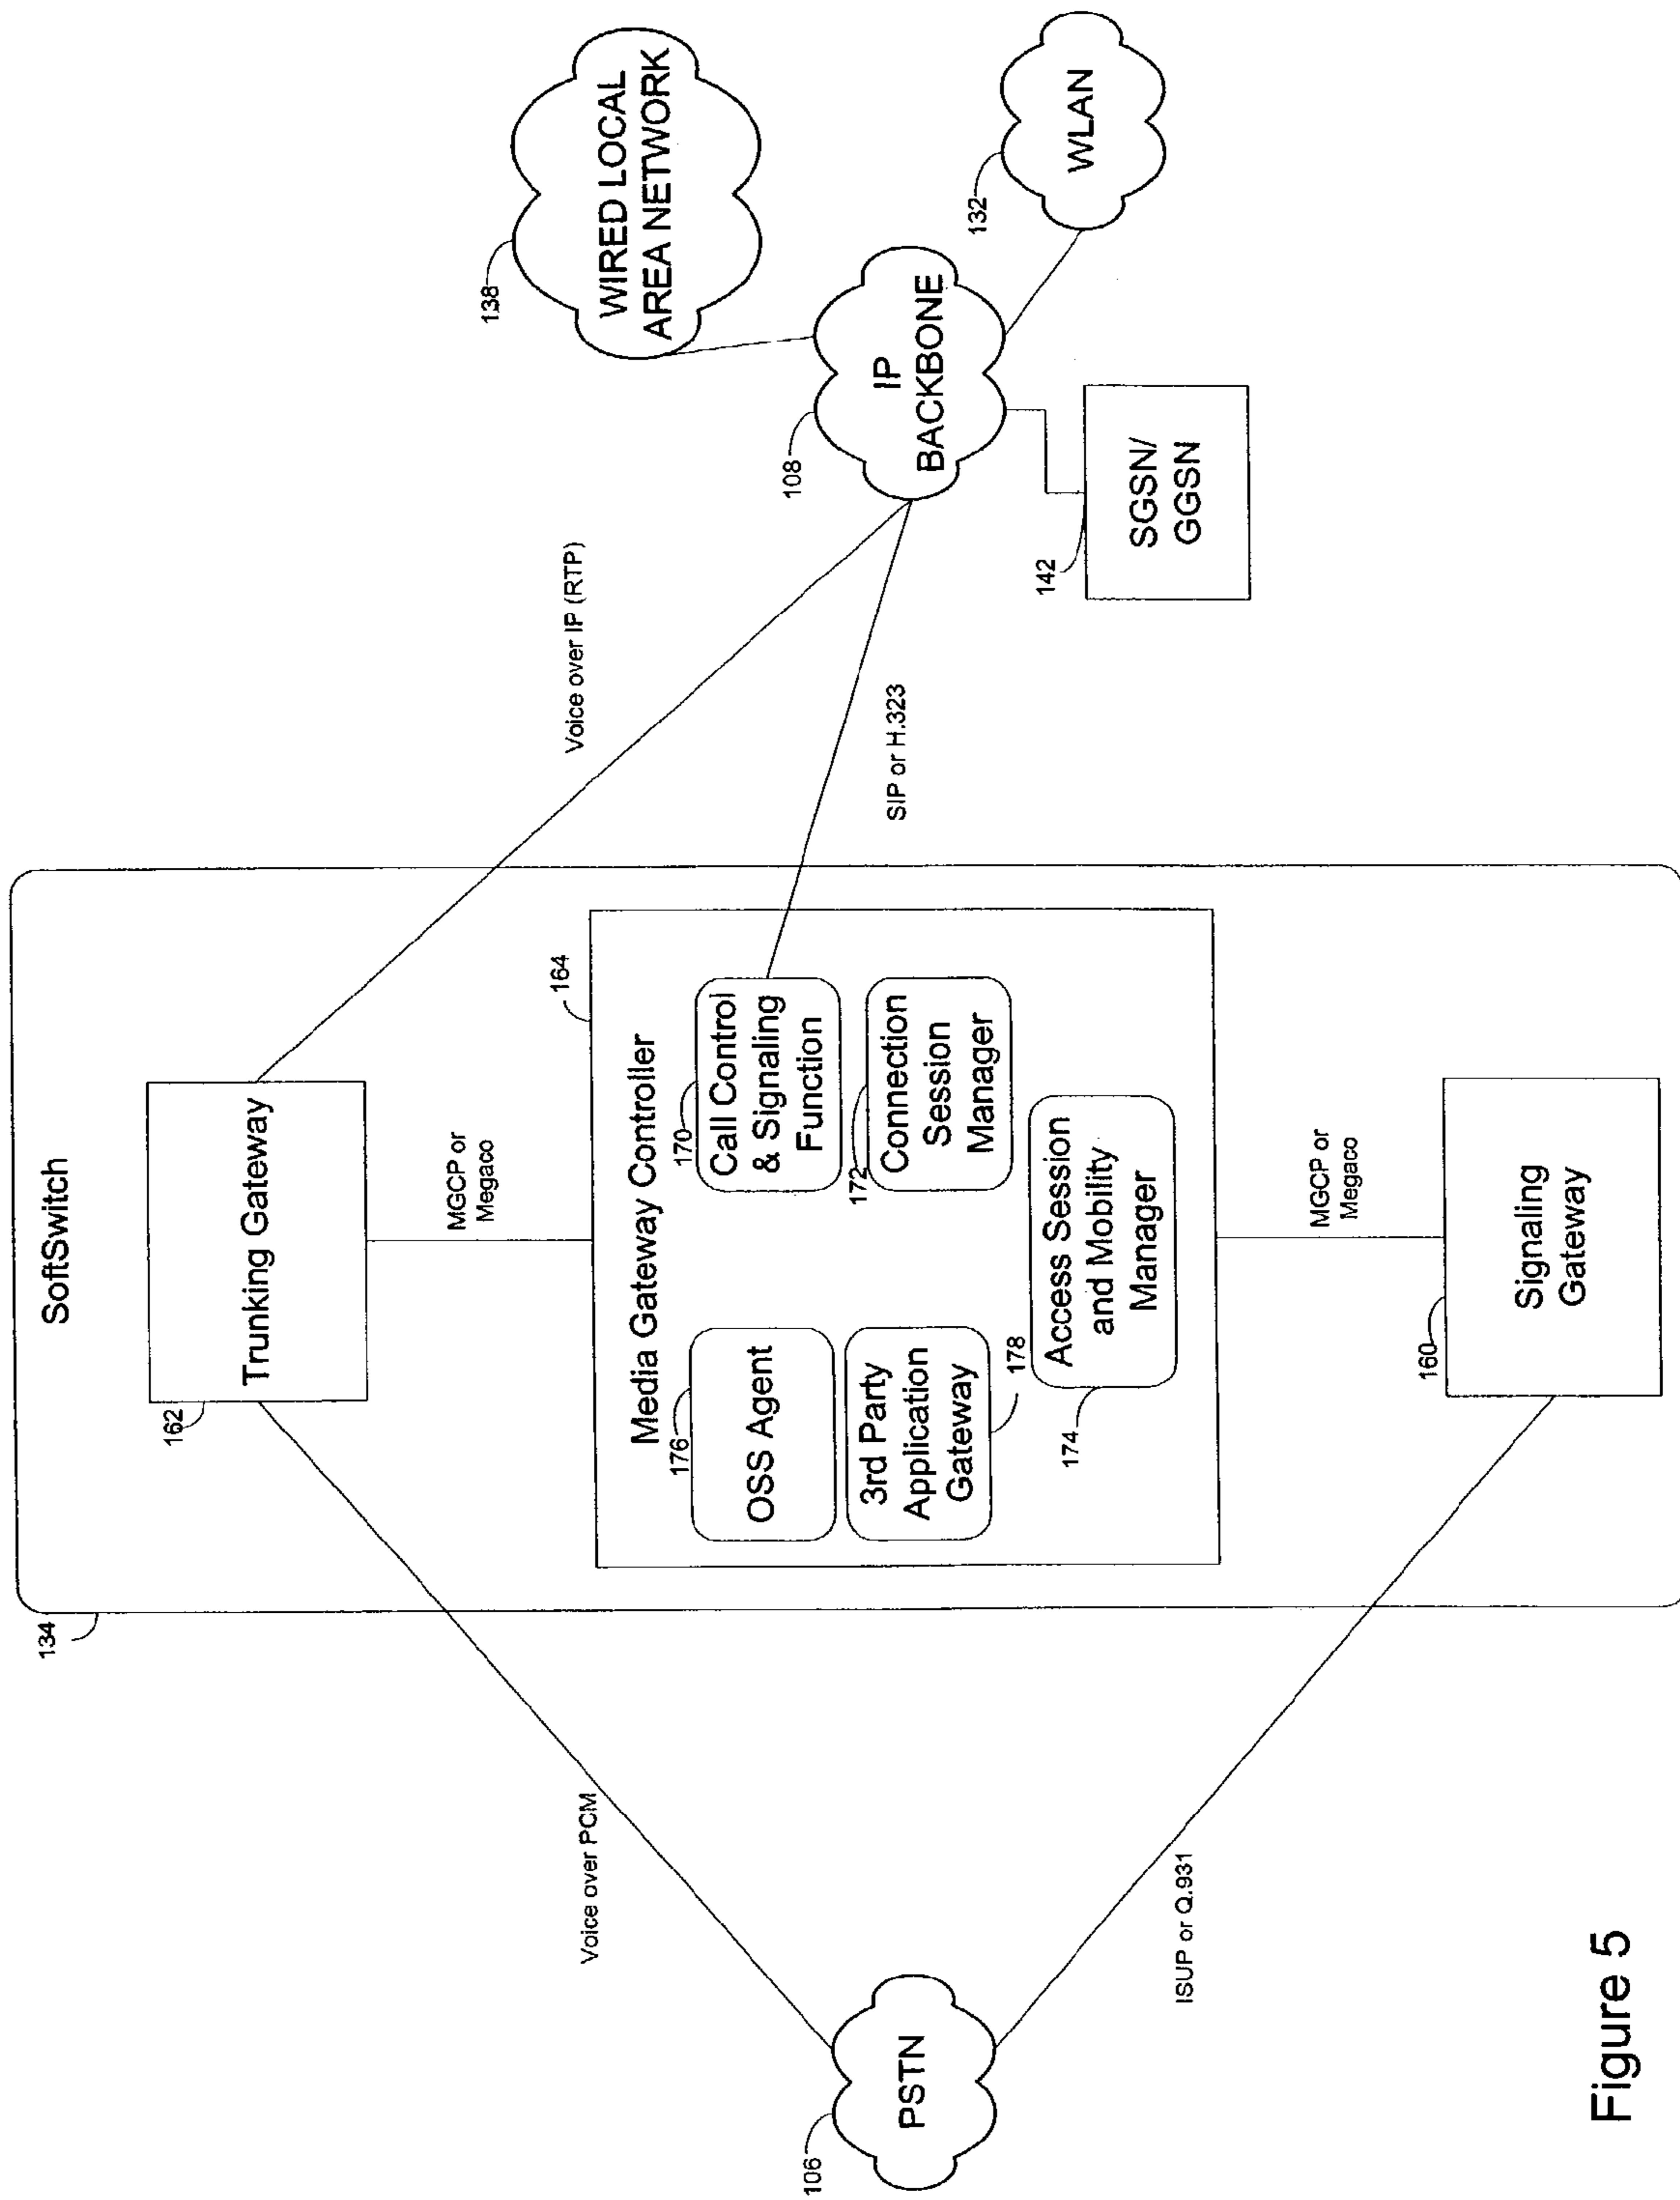 SoftSwitch
134
162
Trunking Gateway
Voice over PCM
Voice over IP (RTP)
MGCP or
Megaco
164
Media Gateway Controller
176
OSS Agent
170
Call Control
& Signaling
Function
3rd Party
Application
Gateway
178
172
Connection
Session
Manager
174
Access Session
and Mobility
Manager
SIP or H.323
MGCP or
Megaco
160
Signaling
Gateway
ISUP or Q.931
106
PSTN
108
IP
BACKBONE
138
WIRED LOCAL
AREA NETWORK
132
WLAN
142
SGSN/
GGSN
Figure 5